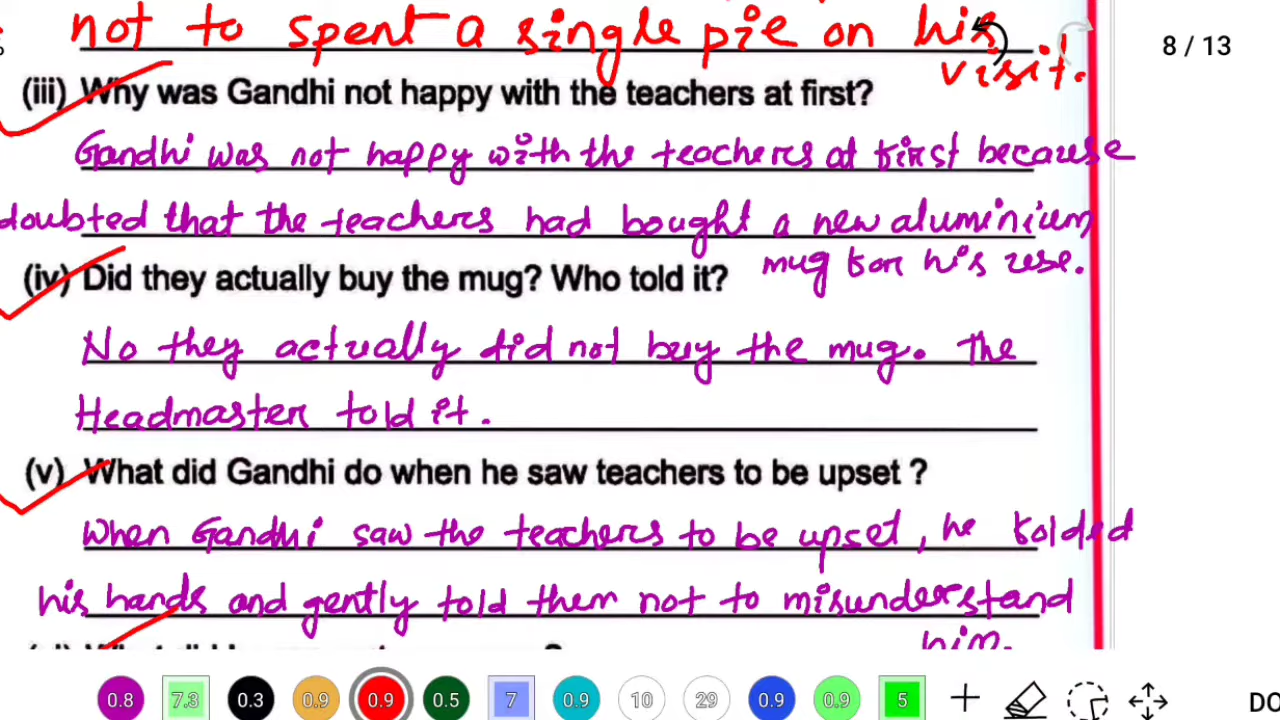 not to spent a single pie on his
visit.
8 / 13
(iii) Why was Gandhi not happy with the teachers at first?
Gandhi was not happy with the teachers at first because
doubted that the teachers had bought a new aluminium
mug for his use.
(iv) Did they actually buy the mug? Who told it?
No they actually did not buy the mug. The
Headmaster told it.
(v) What did Gandhi do when he saw teachers to be upset ?
When Gandhi saw the teachers to be upset, he folded
his hands and gently told them not to misunderstand
him.
0.8 7.3 0.3 0.9 0.9 0.5 7 0.9 10 29 0.9 0.9 5
DO